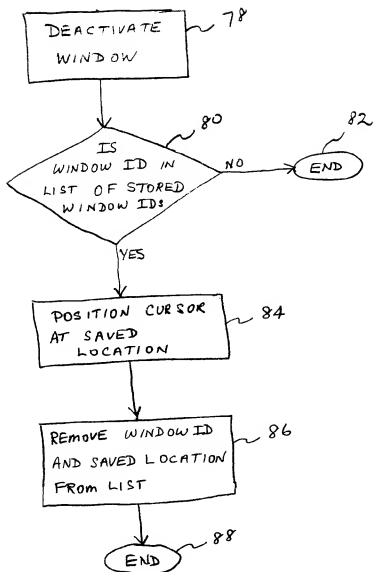 DEACTIVATE
WINDOW
78
IS
WINDOW ID IN
LIST OF STORED
WINDOW IDs
80
NO
END
82
YES
POSITION CURSOR
AT SAVED
LOCATION
84
REMOVE WINDOW ID
AND SAVED LOCATION
FROM LIST
86
END
88